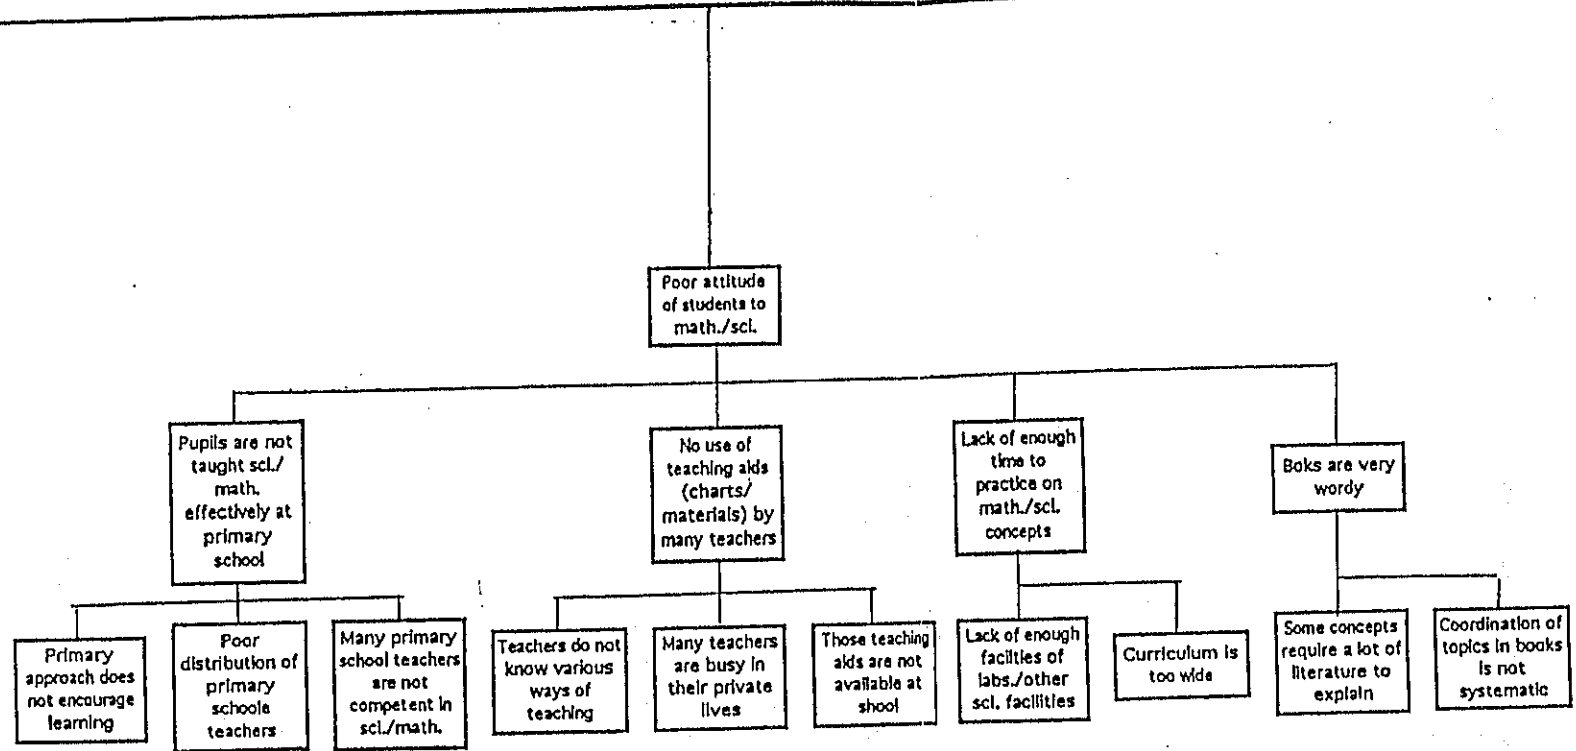 Poor attitude
of students to
math./sci.
Pupils are not
taught sci./
math.
effectively at
primary
school
No use of
teaching aids
(charts/
materials) by
many teachers
Lack of enough
time to
practice on
math./sci.
concepts
Boks are very
wordy
Primary
approach does
not encourage
learning
Poor
distribution of
primary
schoole
teachers
Many primary
school teachers
are not
competent in
sci./math.
Teachers do not
know various
ways of
teaching
Many teachers
are busy in
their private
lives
Those teaching
aids are not
available at
shool
Lack of enough
facilties of
labs./other
sci. facilities
Curriculum is
too wide
Some concepts
require a lot of
literature to
explain
Coordination of
topics in books
is not
systematic